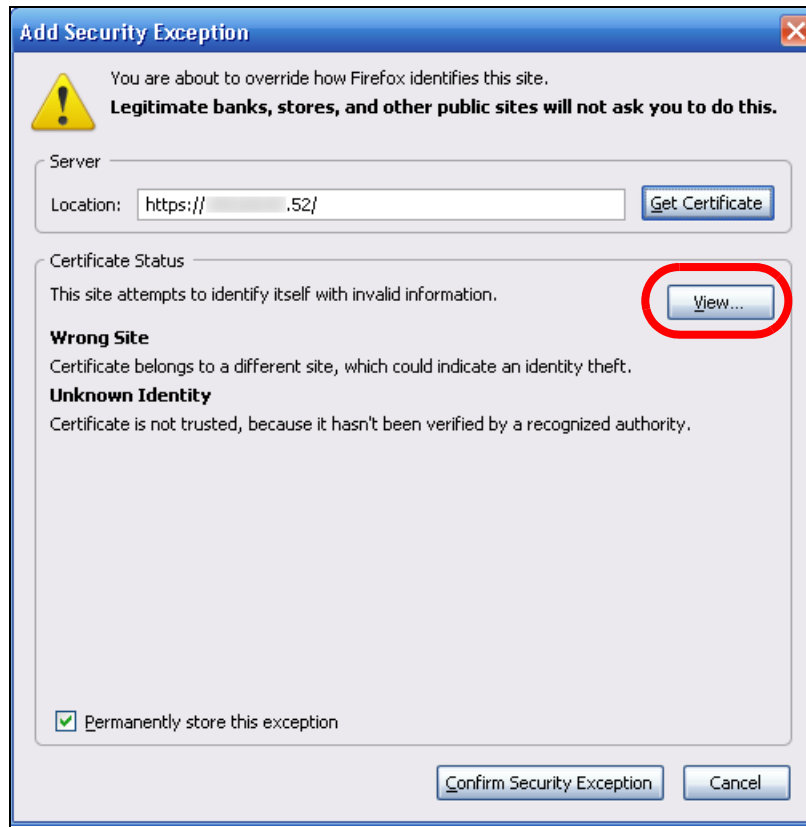 Add Security Exception
You are about to override how Firefox identifies this site.
Legitimate banks, stores, and other public sites will not ask you to do this.
Server
Location: https:// .52/ Get Certificate
Certificate Status
This site attempts to identify itself with invalid information. View...
Wrong Site
Certificate belongs to a different site, which could indicate an identity theft.
Unknown Identity
Certificate is not trusted, because it hasn't been verified by a recognized authority.
Permanently store this exception
Confirm Security Exception Cancel